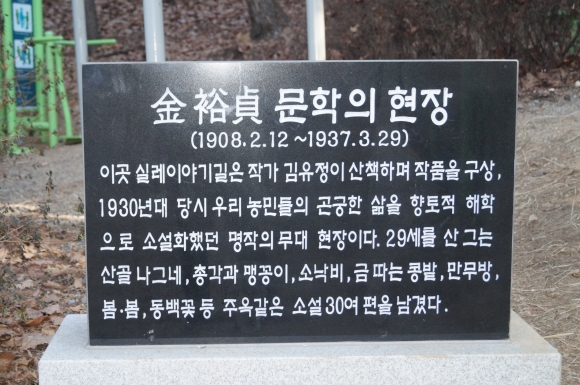 金裕貞 문학의 현장
(1908.2.12 ~1937.3.29)
이곳 실레이야기길은 작가 김유정이 산책하며 작품을 구상,
1930년대 당시 우리 농민들의 곤궁한 삶을 향토적 해학
으로 소설화했던 명작의 무대 현장이다. 29세를 산 그는
산골 나그네, 총각과 맹꽁이, 소낙비, 금 따는 콩밭, 만무방,
봄·봄, 동백꽃 등 주옥같은 소설 30여 편을 남겼다.